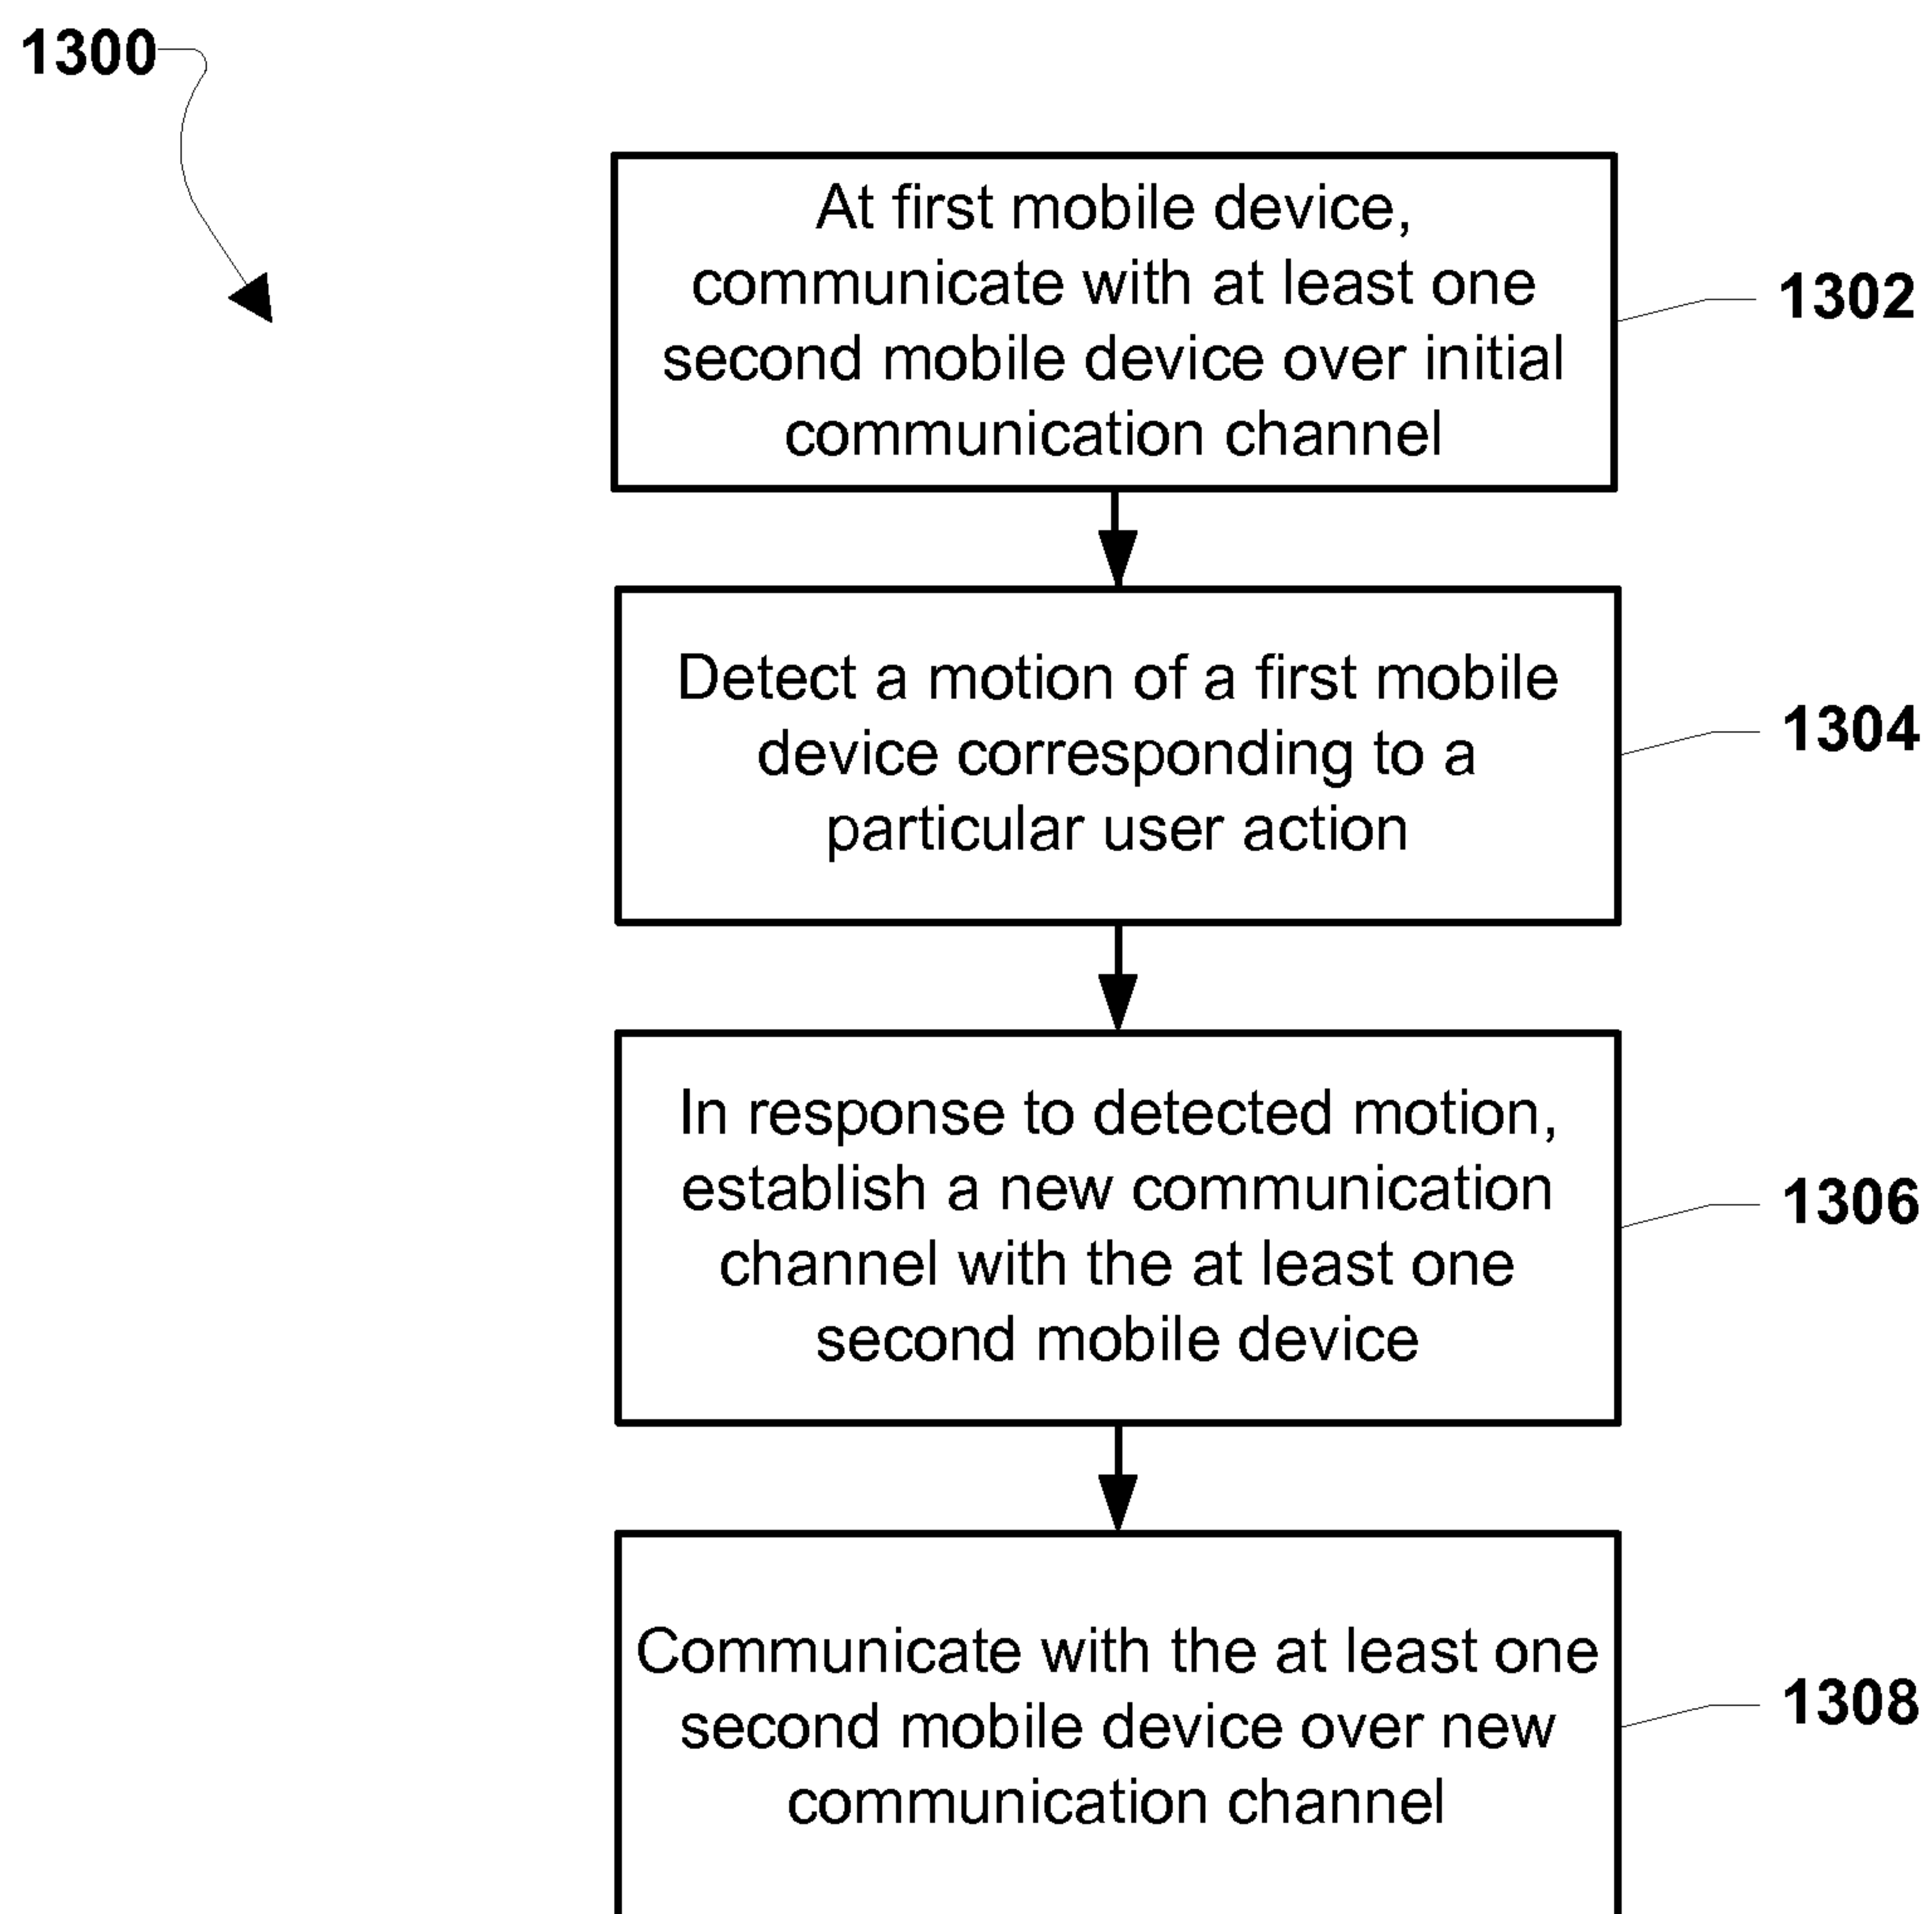 1300
At first mobile device,
communicate with at least one
second mobile device over initial
communication channel
1302
Detect a motion of a first mobile
device corresponding to a
particular user action
1304
In response to detected motion,
establish a new communication
channel with the at least one
second mobile device
1306
Communicate with the at least one
second mobile device over new
communication channel
1308